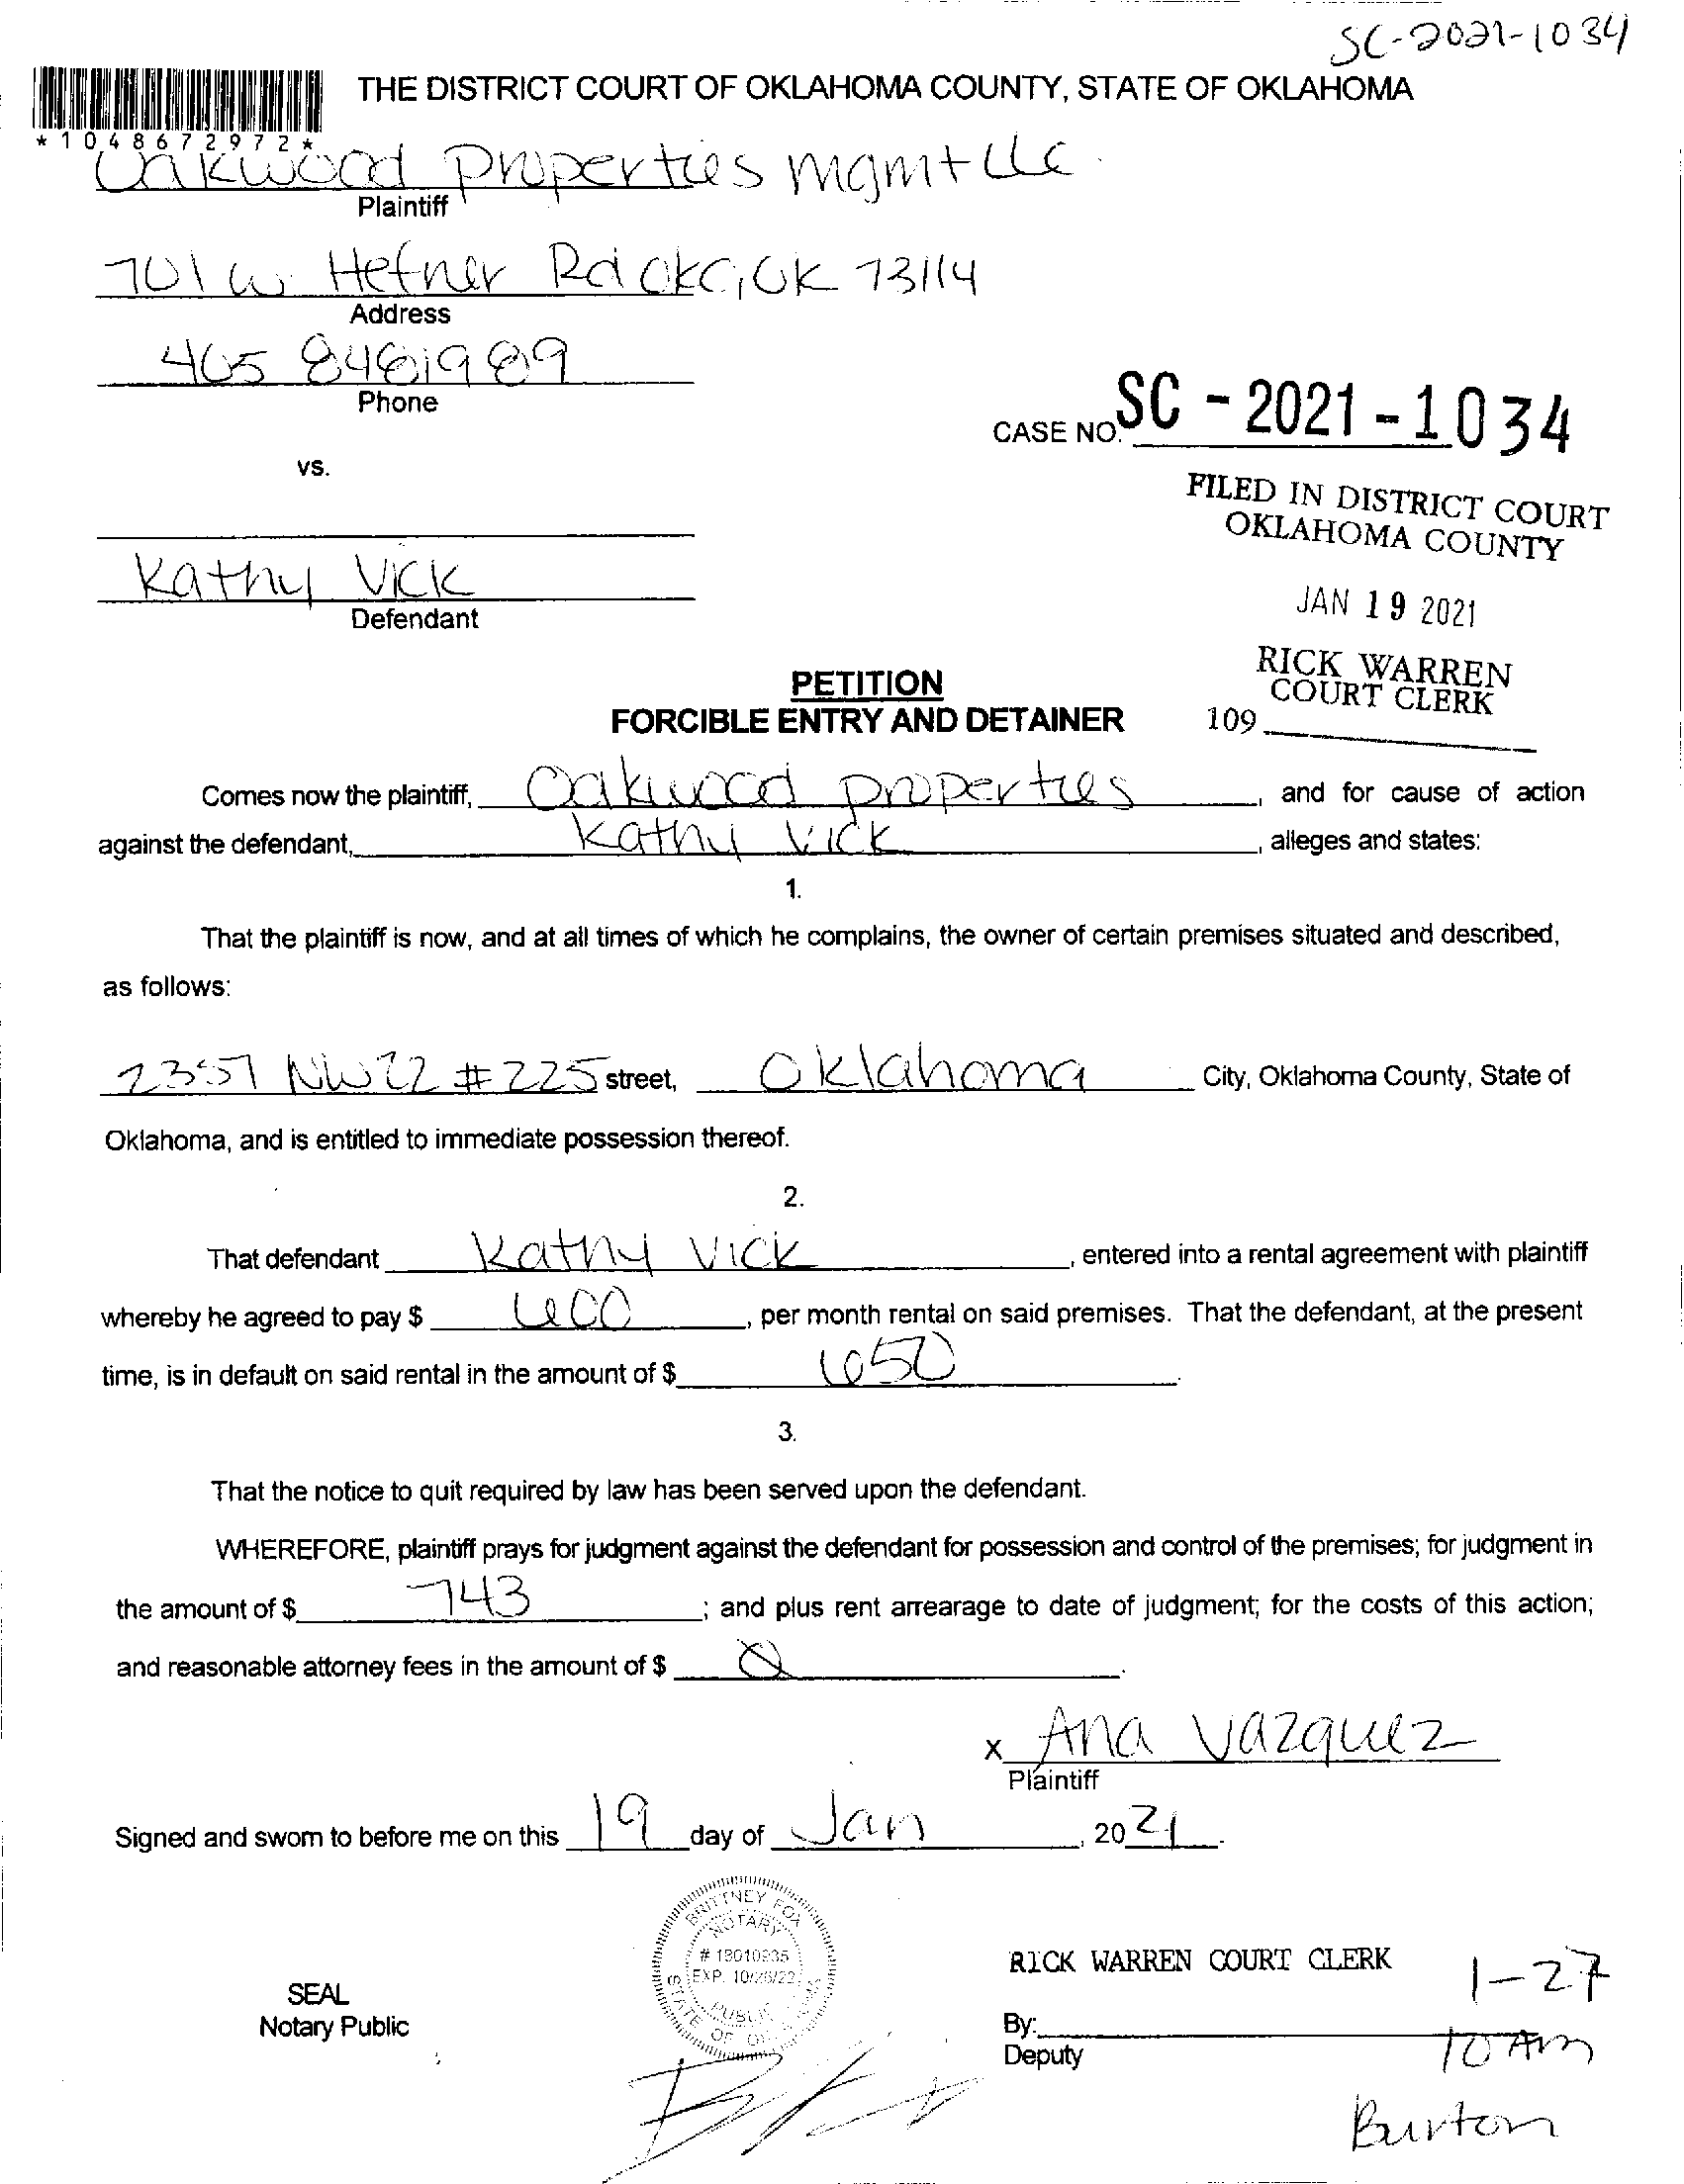 SC-2021-1034
THE DISTRICT COURT OF OKLAHOMA COUNTY, STATE OF OKLAHOMA
*1048672972*
Oakwood properties mgmt LLC
Plaintiff
701 W. Hefner Rd OKC, OK 73114
Address
405 8481989
Phone
CASE NO. SC - 2021 - 1034
vs.
FILED IN DISTRICT COURT
OKLAHOMA COUNTY
Kathy Vick
Defendant
JAN 19 2021
RICK WARREN
COURT CLERK
109
PETITION
FORCIBLE ENTRY AND DETAINER
Comes now the plaintiff, Oakwood properties, and for cause of action
against the defendant, Kathy Vick, alleges and states:
1.
That the plaintiff is now, and at all times of which he complains, the owner of certain premises situated and described,
as follows:
2357 NW 22 #225 street, Oklahoma City, Oklahoma County, State of
Oklahoma, and is entitled to immediate possession thereof.
2.
That defendant Kathy Vick, entered into a rental agreement with plaintiff
whereby he agreed to pay $ 600, per month rental on said premises. That the defendant, at the present
time, is in default on said rental in the amount of $ 650.
3.
That the notice to quit required by law has been served upon the defendant.
WHEREFORE, plaintiff prays for judgment against the defendant for possession and control of the premises; for judgment in
the amount of $ 743; and plus rent arrearage to date of judgment; for the costs of this action;
and reasonable attorney fees in the amount of $ 0.
x Ana Vazquez
Plaintiff
Signed and sworn to before me on this 19 day of Jan, 2021.
BRITTNEY FOX
NOTARY
EXP.
PUBLIC
STATE OF
SEAL
Notary Public
RICK WARREN COURT CLERK
By:
Deputy
1-27
10 AM
Burton